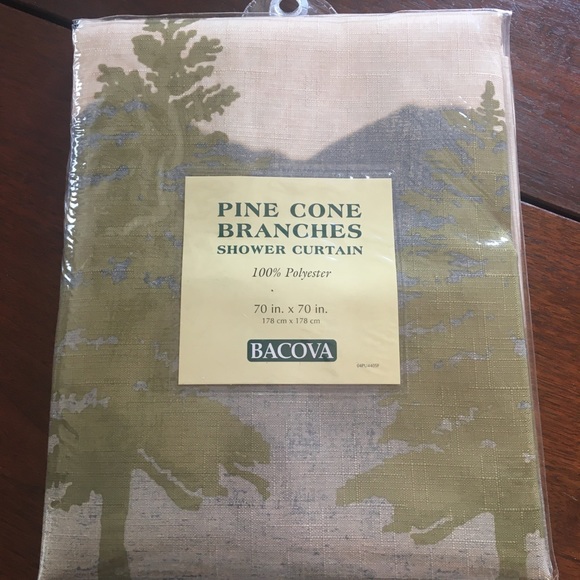 PINE CONE
BRANCHES
SHOWER CURTAIN
100% Polyester
70 in. x 70 in.
178 cm x 178 cm
BACOVA